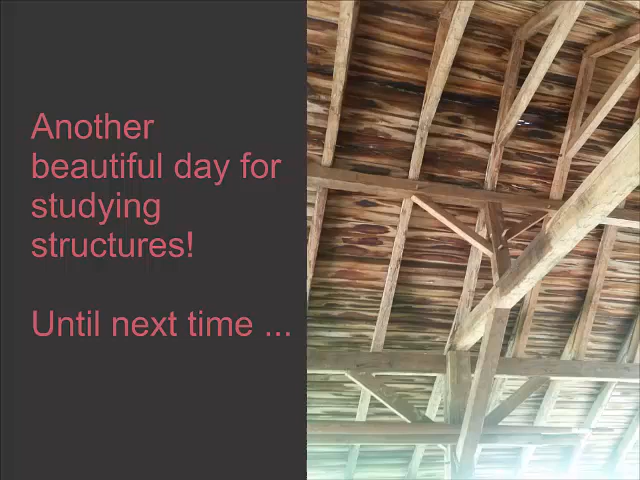 Another
beautiful day for
studying
structures!
Until next time ...